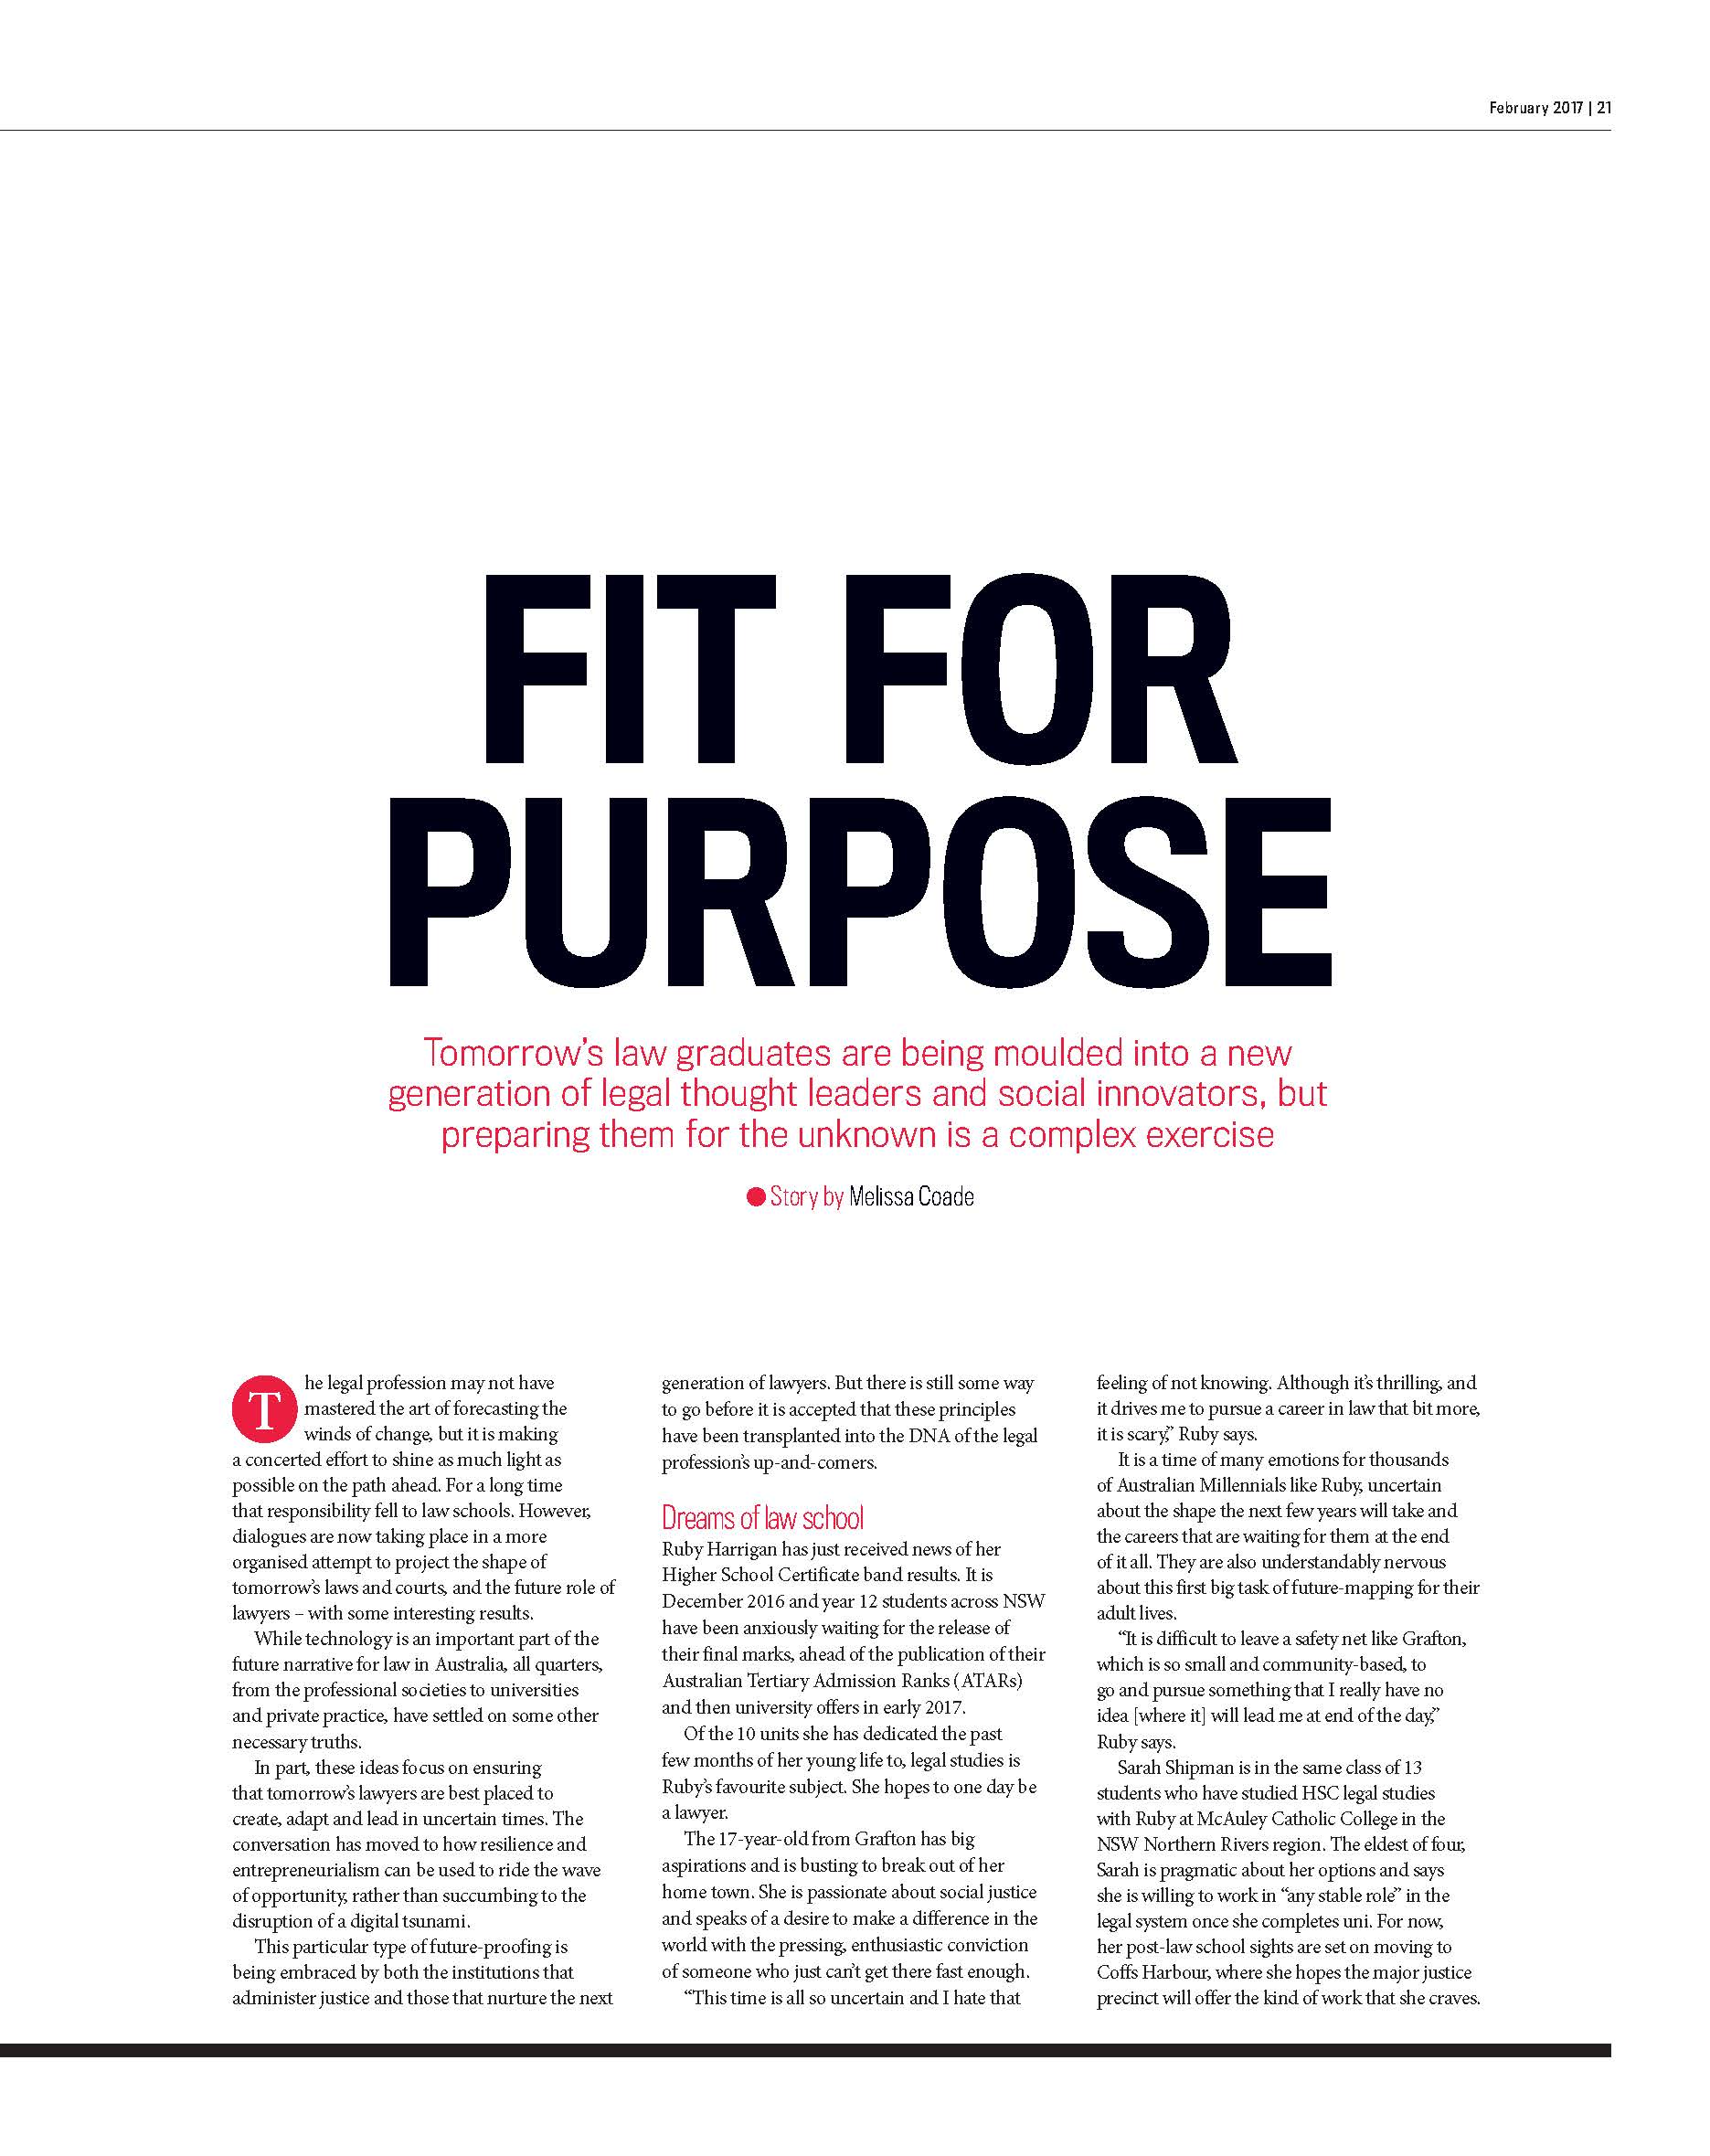 February 2017 | 21
FIT FOR
PURPOSE
Tomorrow’s law graduates are being moulded into a new
generation of legal thought leaders and social innovators, but
preparing them for the unknown is a complex exercise
Story by Melissa Coade
The legal profession may not have
mastered the art of forecasting the
winds of change, but it is making
a concerted effort to shine as much light as
possible on the path ahead. For a long time
that responsibility fell to law schools. However,
dialogues are now taking place in a more
organised attempt to project the shape of
tomorrow’s laws and courts, and the future role of
lawyers – with some interesting results.
While technology is an important part of the
future narrative for law in Australia, all quarters,
from the professional societies to universities
and private practice, have settled on some other
necessary truths.
In part, these ideas focus on ensuring
that tomorrow’s lawyers are best placed to
create, adapt and lead in uncertain times. The
conversation has moved to how resilience and
entrepreneurialism can be used to ride the wave
of opportunity, rather than succumbing to the
disruption of a digital tsunami.
This particular type of future-proofing is
being embraced by both the institutions that
administer justice and those that nurture the next
generation of lawyers. But there is still some way
to go before it is accepted that these principles
have been transplanted into the DNA of the legal
profession’s up-and-comers.
Dreams of law school
Ruby Harrigan has just received news of her
Higher School Certificate band results. It is
December 2016 and year 12 students across NSW
have been anxiously waiting for the release of
their final marks, ahead of the publication of their
Australian Tertiary Admission Ranks (ATARs)
and then university offers in early 2017.
Of the 10 units she has dedicated the past
few months of her young life to, legal studies is
Ruby’s favourite subject. She hopes to one day be
a lawyer.
The 17-year-old from Grafton has big
aspirations and is busting to break out of her
home town. She is passionate about social justice
and speaks of a desire to make a difference in the
world with the pressing, enthusiastic conviction
of someone who just can’t get there fast enough.
“This time is all so uncertain and I hate that
feeling of not knowing. Although it’s thrilling, and
it drives me to pursue a career in law that bit more,
it is scary,” Ruby says.
It is a time of many emotions for thousands
of Australian Millennials like Ruby, uncertain
about the shape the next few years will take and
the careers that are waiting for them at the end
of it all. They are also understandably nervous
about this first big task of future-mapping for their
adult lives.
“It is difficult to leave a safety net like Grafton,
which is so small and community-based, to
go and pursue something that I really have no
idea [where it] will lead me at end of the day,”
Ruby says.
Sarah Shipman is in the same class of 13
students who have studied HSC legal studies
with Ruby at McAuley Catholic College in the
NSW Northern Rivers region. The eldest of four,
Sarah is pragmatic about her options and says
she is willing to work in “any stable role” in the
legal system once she completes uni. For now,
her post-law school sights are set on moving to
Coffs Harbour, where she hopes the major justice
precinct will offer the kind of work that she craves.